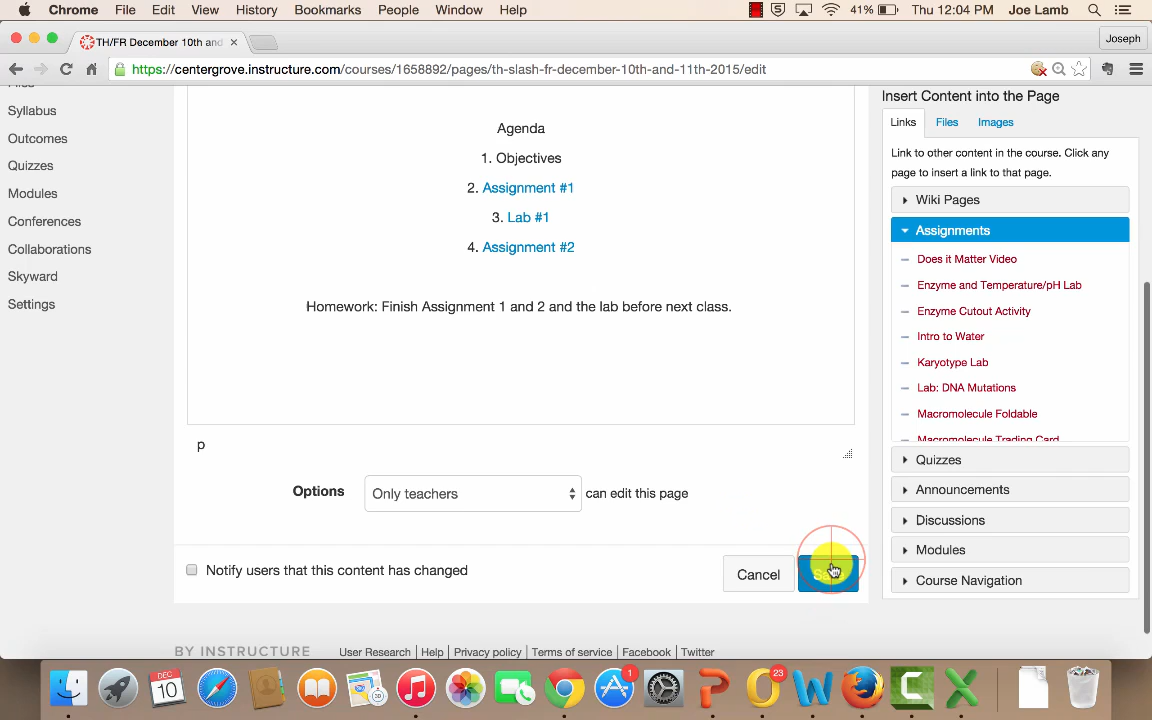 Chrome File Edit View History Bookmarks People Window Help 41% Thu 12:04 PM Joe Lamb
TH/FR December 10th and Joseph
https://centergrove.instructure.com/courses/1658892/pages/th-slash-fr-december-10th-and-11th-2015/edit
Syllabus
Outcomes
Quizzes
Modules
Conferences
Collaborations
Skyward
Settings
Agenda
1. Objectives
2. Assignment #1
3. Lab #1
4. Assignment #2
Homework: Finish Assignment 1 and 2 and the lab before next class.
p
Options Only teachers can edit this page
Notify users that this content has changed
Cancel
Insert Content into the Page
Links Files Images
Link to other content in the course. Click any
page to insert a link to that page.
Wiki Pages
Assignments
Does it Matter Video
Enzyme and Temperature/pH Lab
Enzyme Cutout Activity
Intro to Water
Karyotype Lab
Lab: DNA Mutations
Macromolecule Foldable
Macromolecule Trading Card
Quizzes
Announcements
Discussions
Modules
Course Navigation
BY INSTRUCTURE User Research Help Privacy policy Terms of service Facebook Twitter
DEC
10
1
23